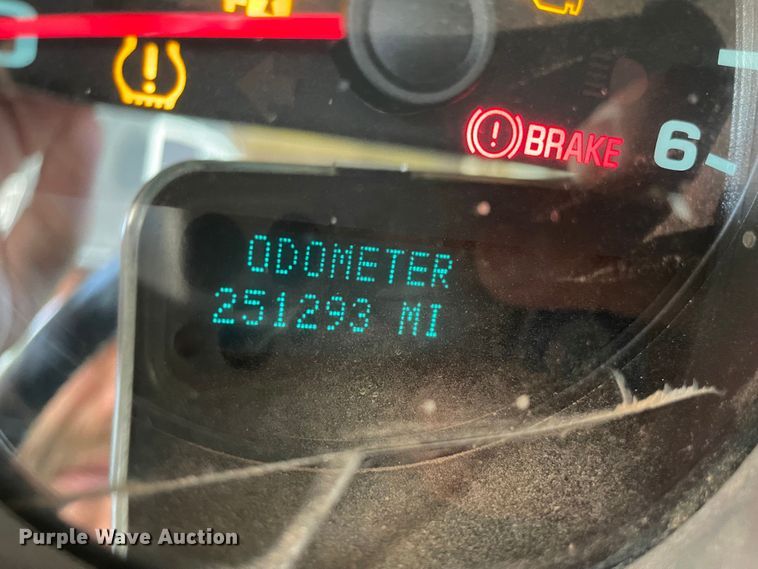 BRAKE
6
ODOMETER
251293 MI
Purple Wave Auction